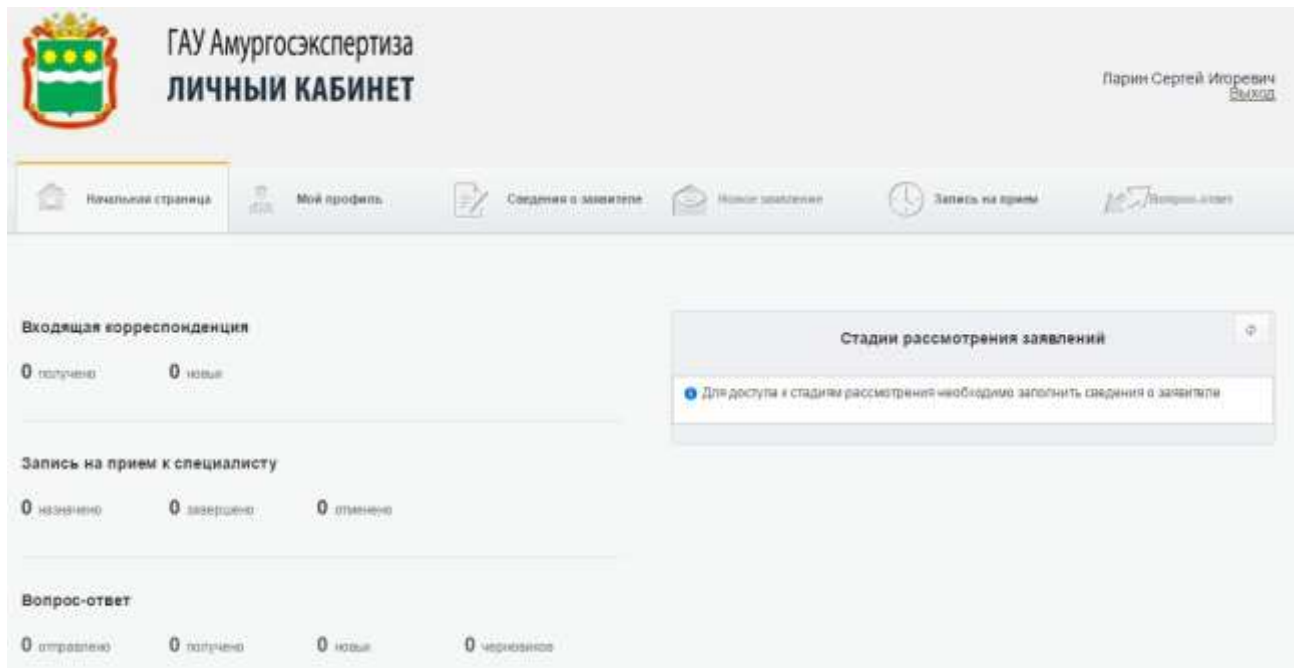 ГАУ Амургосэкспертиза
ЛИЧНЫЙ КАБИНЕТ
Ларин Сергей Игоревич
Выход
Начальная страница
Мой профиль
Сведения о заявителе
Новое заявление
Запись на прием
Вопрос-ответ
Входящая корреспонденция
0 получено 0 новых
Запись на прием к специалисту
0 назначено 0 завершено 0 отменено
Вопрос-ответ
0 отправлено 0 получено 0 новых 0 черновиков
Стадии рассмотрения заявлений
Для доступа к стадиям рассмотрения необходимо заполнить сведения о заявителе